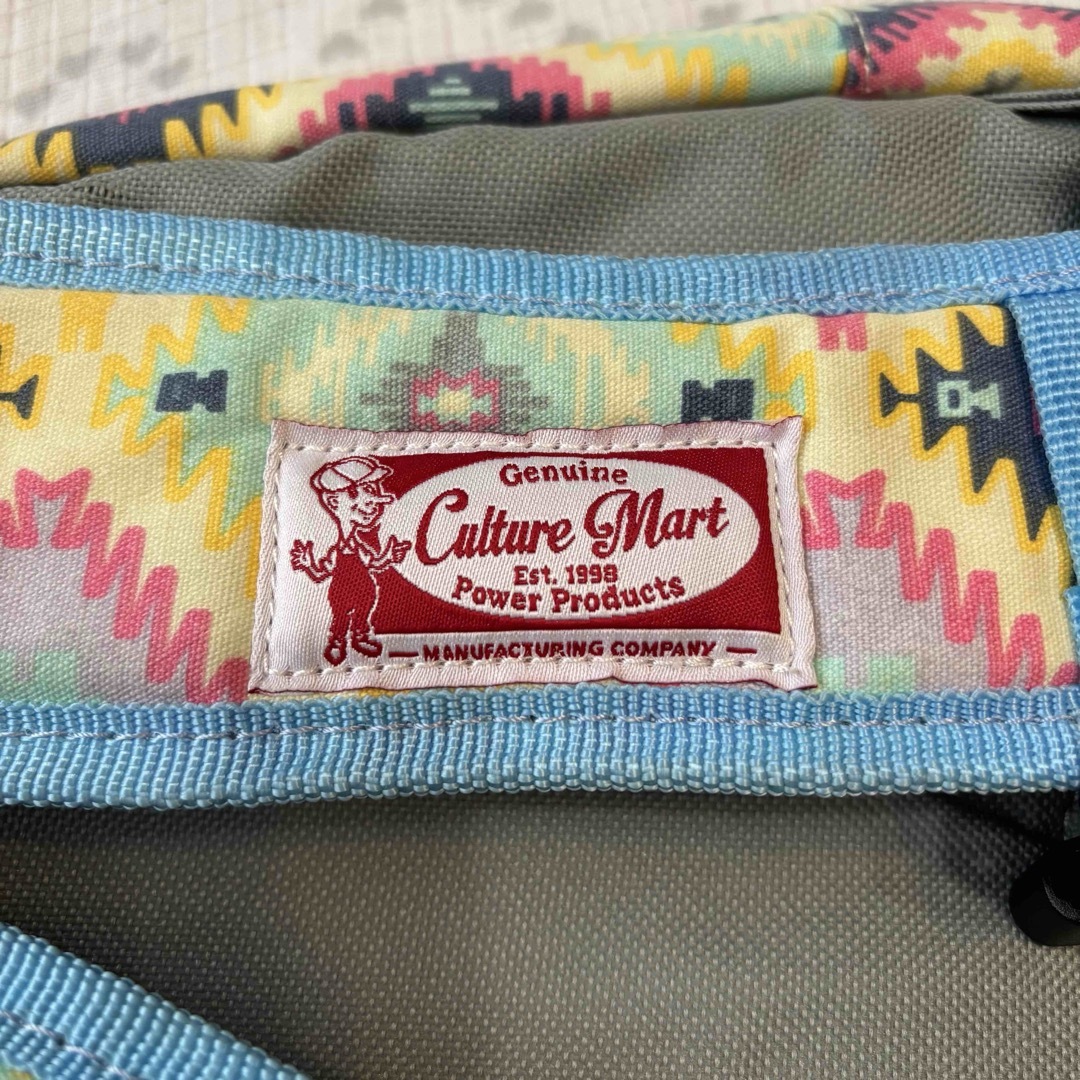 Genuine
Culture Mart
Est. 1998
Power Products
MANUFACTURING COMPANY